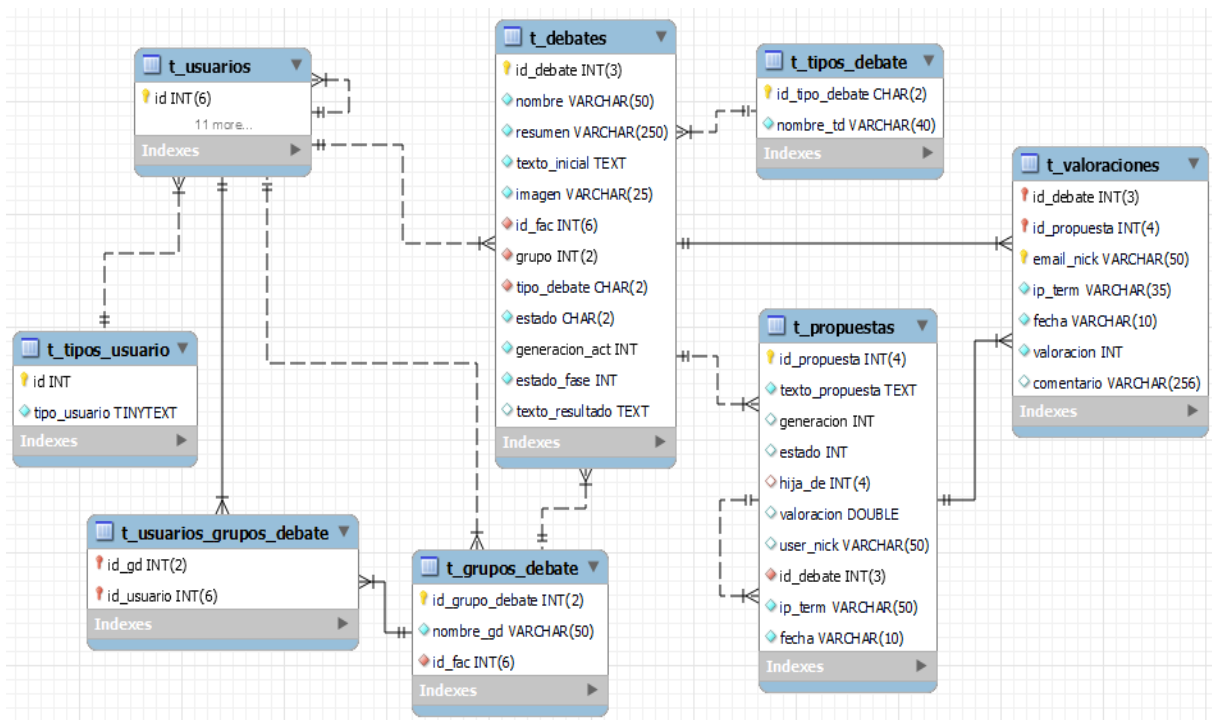 t_usuarios
id INT(6)
11 more...
Indexes
t_debates
id_debate INT(3)
nombre VARCHAR(50)
resumen VARCHAR(250)
texto_inicial TEXT
imagen VARCHAR(25)
id_fac INT(6)
grupo INT(2)
tipo_debate CHAR(2)
estado CHAR(2)
generacion_act INT
estado_fase INT
texto_resultado TEXT
Indexes
t_tipos_debate
id_tipo_debate CHAR(2)
nombre_td VARCHAR(40)
Indexes
t_valoraciones
id_debate INT(3)
id_propuesta INT(4)
email_nick VARCHAR(50)
ip_term VARCHAR(35)
fecha VARCHAR(10)
valoracion INT
comentario VARCHAR(256)
Indexes
t_tipos_usuario
id INT
tipo_usuario TINYTEXT
Indexes
t_propuestas
id_propuesta INT(4)
texto_propuesta TEXT
generacion INT
estado INT
hija_de INT(4)
valoracion DOUBLE
user_nick VARCHAR(50)
id_debate INT(3)
ip_term VARCHAR(50)
fecha VARCHAR(10)
Indexes
t_usuarios_grupos_debate
id_gd INT(2)
id_usuario INT(6)
Indexes
t_grupos_debate
id_grupo_debate INT(2)
nombre_gd VARCHAR(50)
id_fac INT(6)
Indexes